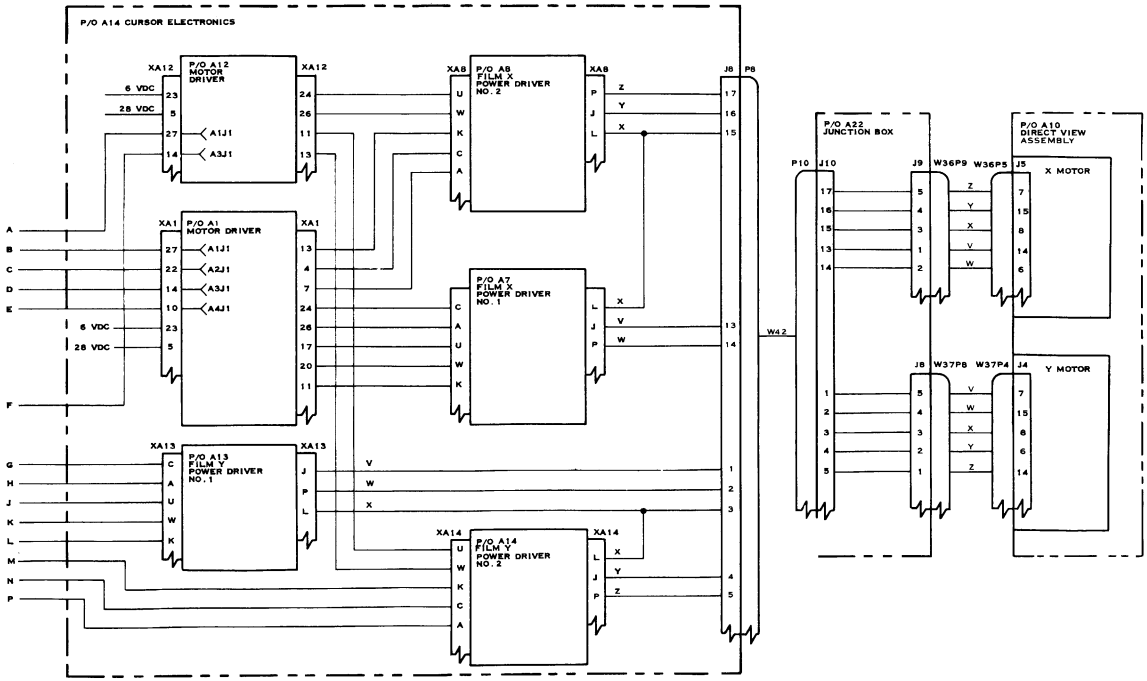 P/O A14 CURSOR ELECTRONICS
XA12
P/O A12
MOTOR
DRIVER
XA12
6 VDC
23
28 VDC
5
27
A1J1
14
A3J1
24
26
11
13
XA8
P/O A8
FILM X
POWER DRIVER
NO. 2
XA8
U
W
K
C
A
P
Z
J
Y
L
X
J8
P8
17
16
15
A
B
C
D
E
F
XA1
P/O A1
MOTOR DRIVER
XA1
27
A1J1
22
A2J1
14
A3J1
10
A4J1
6 VDC
23
28 VDC
5
13
4
7
24
26
17
20
11
P/O A7
FILM X
POWER DRIVER
NO. 1
C
A
U
W
K
L
X
J
V
P
W
13
14
W42
G
H
J
K
L
M
N
P
XA13
P/O A13
FILM Y
POWER DRIVER
NO. 1
XA13
C
A
U
W
K
J
V
P
W
L
X
1
2
3
XA14
P/O A14
FILM Y
POWER DRIVER
NO. 2
XA14
U
W
K
C
A
L
X
J
Y
P
Z
4
5
P/O A22
JUNCTION BOX
P10
J10
17
16
15
13
14
1
2
3
4
5
J9
W36P9
5
4
3
1
2
Z
Y
X
V
W
P/O A10
DIRECT VIEW
ASSEMBLY
W36P5
J5
X MOTOR
7
15
8
14
6
J8
W37P8
5
4
3
2
1
V
W
X
Y
Z
W37P4
J4
Y MOTOR
7
15
8
6
14